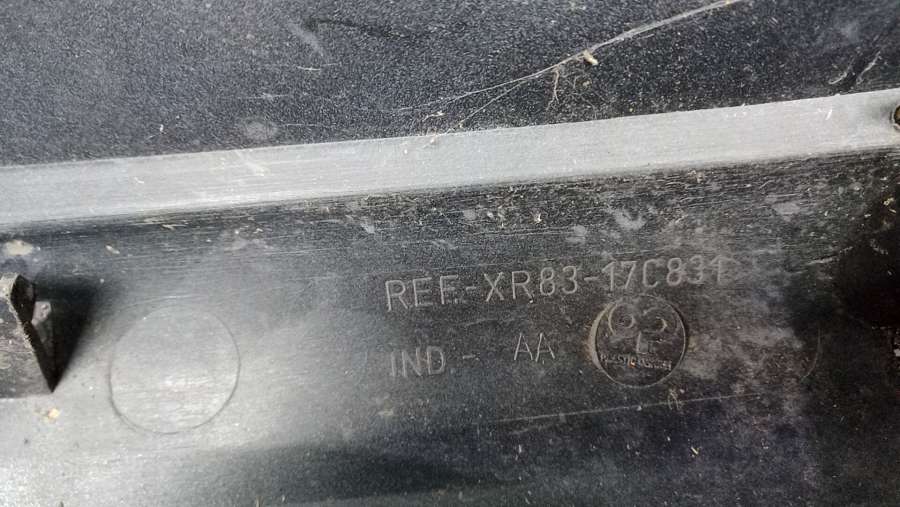 REF.-XR83-17C831
IND - AA